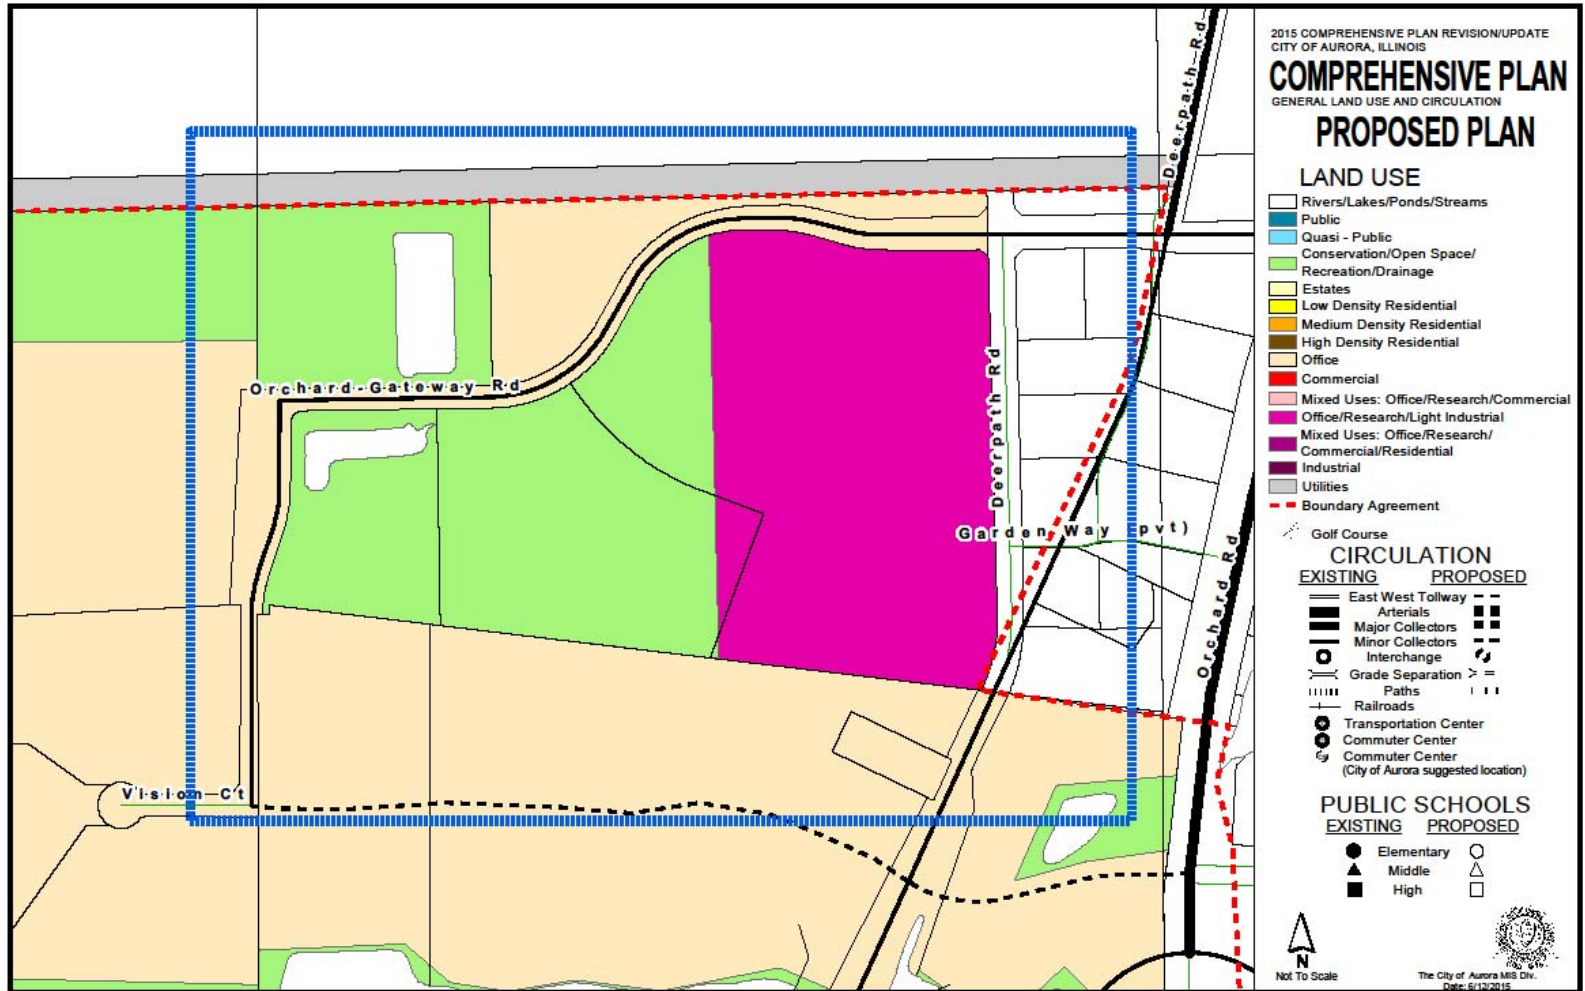 Deerpath Rd
Orchard-Gateway Rd
Deerpath Rd
Garden Way (pvt)
Orchard Rd
Vision Ct
2015 COMPREHENSIVE PLAN REVISION/UPDATE
CITY OF AURORA, ILLINOIS
COMPREHENSIVE PLAN
GENERAL LAND USE AND CIRCULATION
PROPOSED PLAN
LAND USE
Rivers/Lakes/Ponds/Streams
Public
Quasi - Public
Conservation/Open Space/
Recreation/Drainage
Estates
Low Density Residential
Medium Density Residential
High Density Residential
Office
Commercial
Mixed Uses: Office/Research/Commercial
Office/Research/Light Industrial
Mixed Uses: Office/Research/
Commercial/Residential
Industrial
Utilities
Boundary Agreement
Golf Course
CIRCULATION
EXISTING PROPOSED
East West Tollway
Arterials
Major Collectors
Minor Collectors
Interchange
Grade Separation
Paths
Railroads
Transportation Center
Commuter Center
Commuter Center
(City of Aurora suggested location)
PUBLIC SCHOOLS
EXISTING PROPOSED
Elementary
Middle
High
N
Not To Scale
The City of Aurora MIS Div.
Date: 6/12/2015